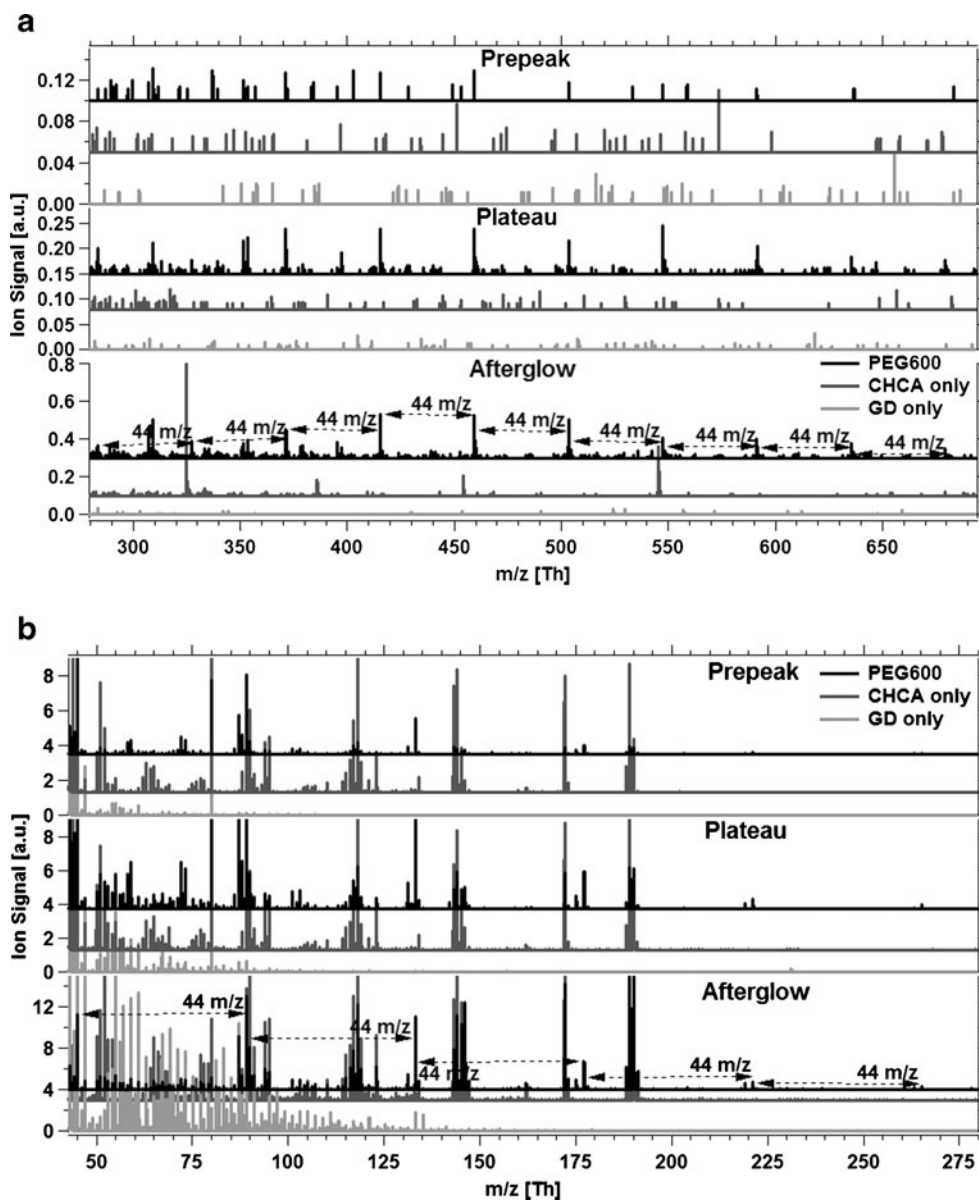 a
Prepeak
0.12
0.08
0.04
0.00
Plateau
0.25
0.20
0.15
0.10
0.05
0.00
Ion Signal [a.u.]
Afterglow
PEG600
CHCA only
GD only
0.8
0.6
0.4
0.2
0.0
44 m/z
44 m/z
44 m/z
44 m/z
44 m/z
44 m/z
44 m/z
44 m/z
44 m/z
300 350 400 450 500 550 600 650
m/z [Th]
b
Prepeak
PEG600
CHCA only
GD only
8
6
4
2
0
Plateau
8
6
4
2
0
Ion Signal [a.u.]
Afterglow
12
8
4
0
44 m/z
44 m/z
44 m/z
44 m/z
44 m/z
50 75 100 125 150 175 200 225 250 275
m/z [Th]